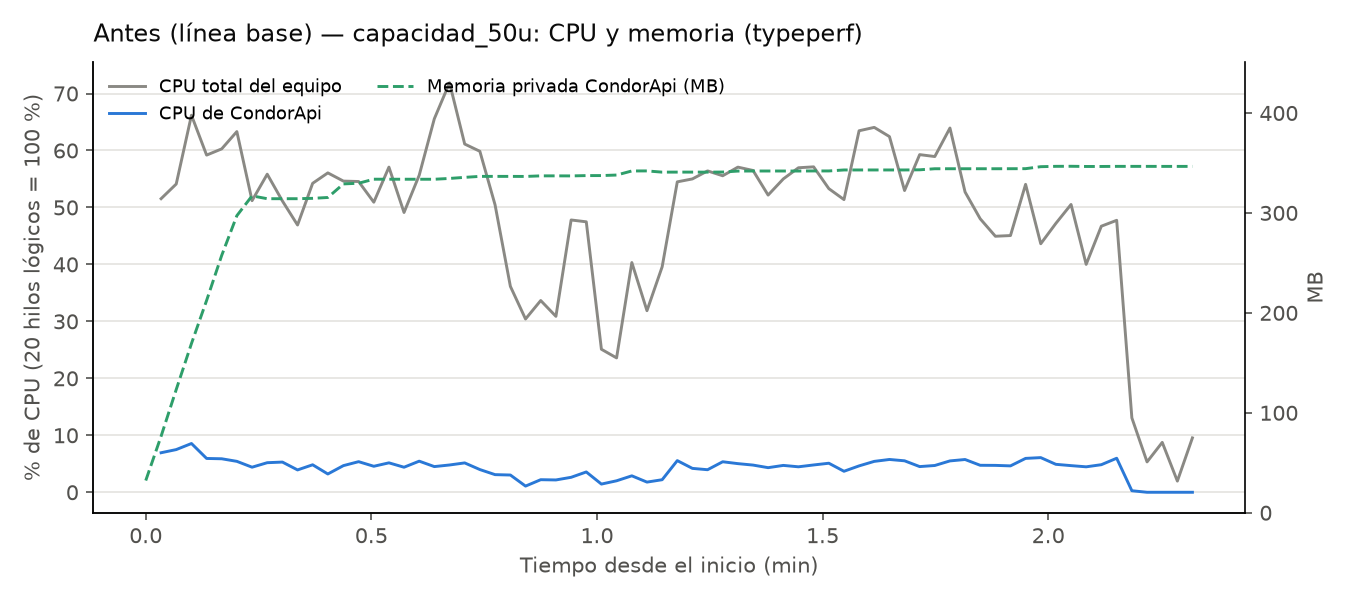 Antes (línea base) — capacidad_50u: CPU y memoria (typeperf)
CPU total del equipo
Memoria privada CondorApi (MB)
CPU de CondorApi
% de CPU (20 hilos lógicos = 100 %)
70
60
50
40
30
20
10
0
400
300
200
100
0
MB
0.0
0.5
1.0
1.5
2.0
Tiempo desde el inicio (min)